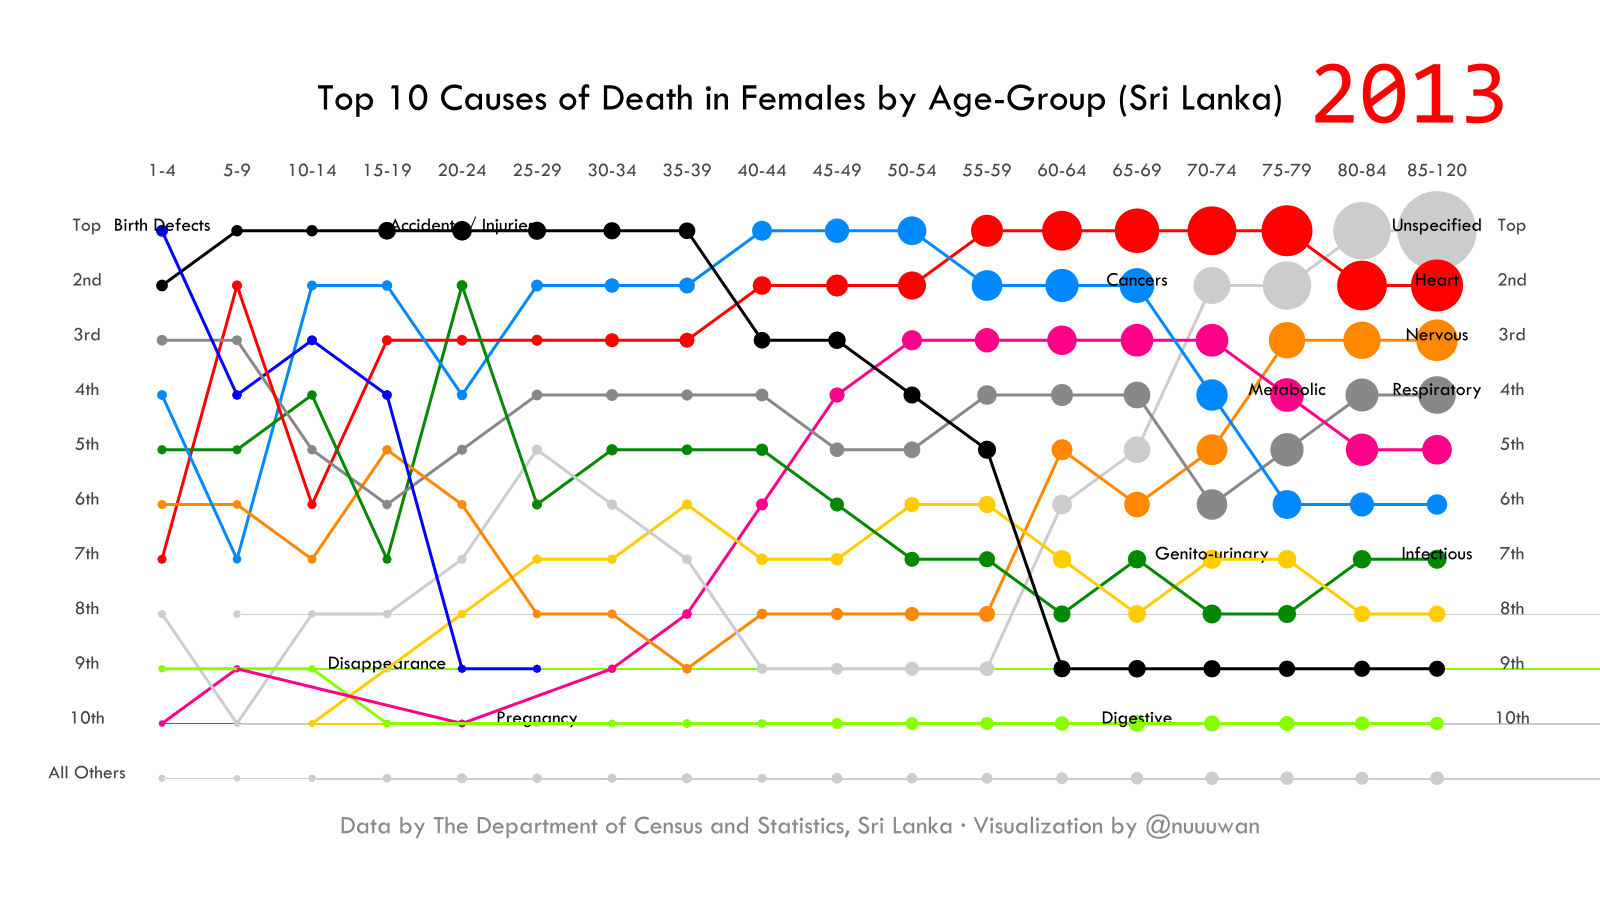 Top 10 Causes of Death in Females by Age-Group (Sri Lanka) 2013
1-4 5-9 10-14 15-19 20-24 25-29 30-34 35-39 40-44 45-49 50-54 55-59 60-64 65-69 70-74 75-79 80-84 85-120
Top Birth Defects Accidents / Injuries Unspecified Top
2nd Cancers Heart 2nd
3rd Nervous 3rd
4th Metabolic Respiratory 4th
5th 5th
6th 6th
7th Genito-urinary Infectious 7th
8th 8th
9th Disappearance 9th
10th Pregnancy Digestive 10th
All Others
Data by The Department of Census and Statistics, Sri Lanka · Visualization by @nuuuwan